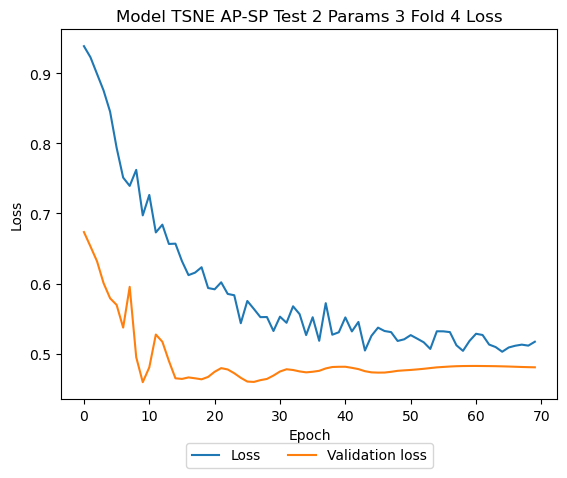 Model TSNE AP-SP Test 2 Params 3 Fold 4 Loss
Loss
0.9
0.8
0.7
0.6
0.5
0 10 20 30 40 50 60 70
Epoch
Loss Validation loss